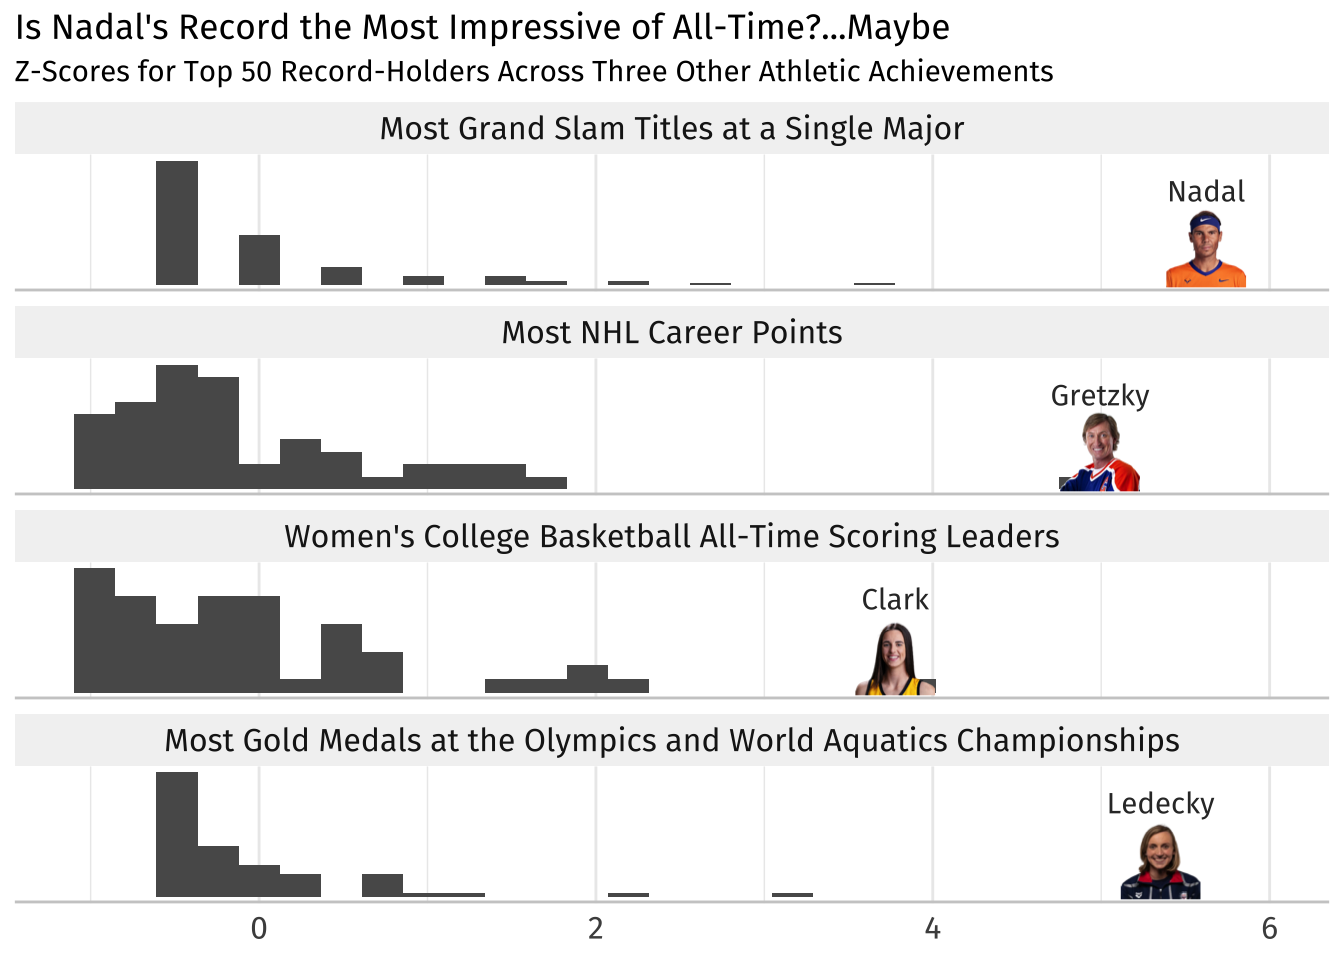 Is Nadal's Record the Most Impressive of All-Time?...Maybe
Z-Scores for Top 50 Record-Holders Across Three Other Athletic Achievements
Most Grand Slam Titles at a Single Major
Nadal
Most NHL Career Points
Gretzky
Women's College Basketball All-Time Scoring Leaders
Clark
Most Gold Medals at the Olympics and World Aquatics Championships
Ledecky
0 2 4 6